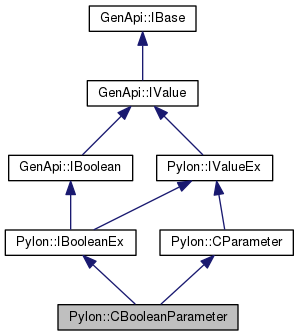 GenApi::IBase
GenApi::IValue
GenApi::IBoolean
Pylon::IValueEx
Pylon::IBooleanEx
Pylon::CParameter
Pylon::CBooleanParameter